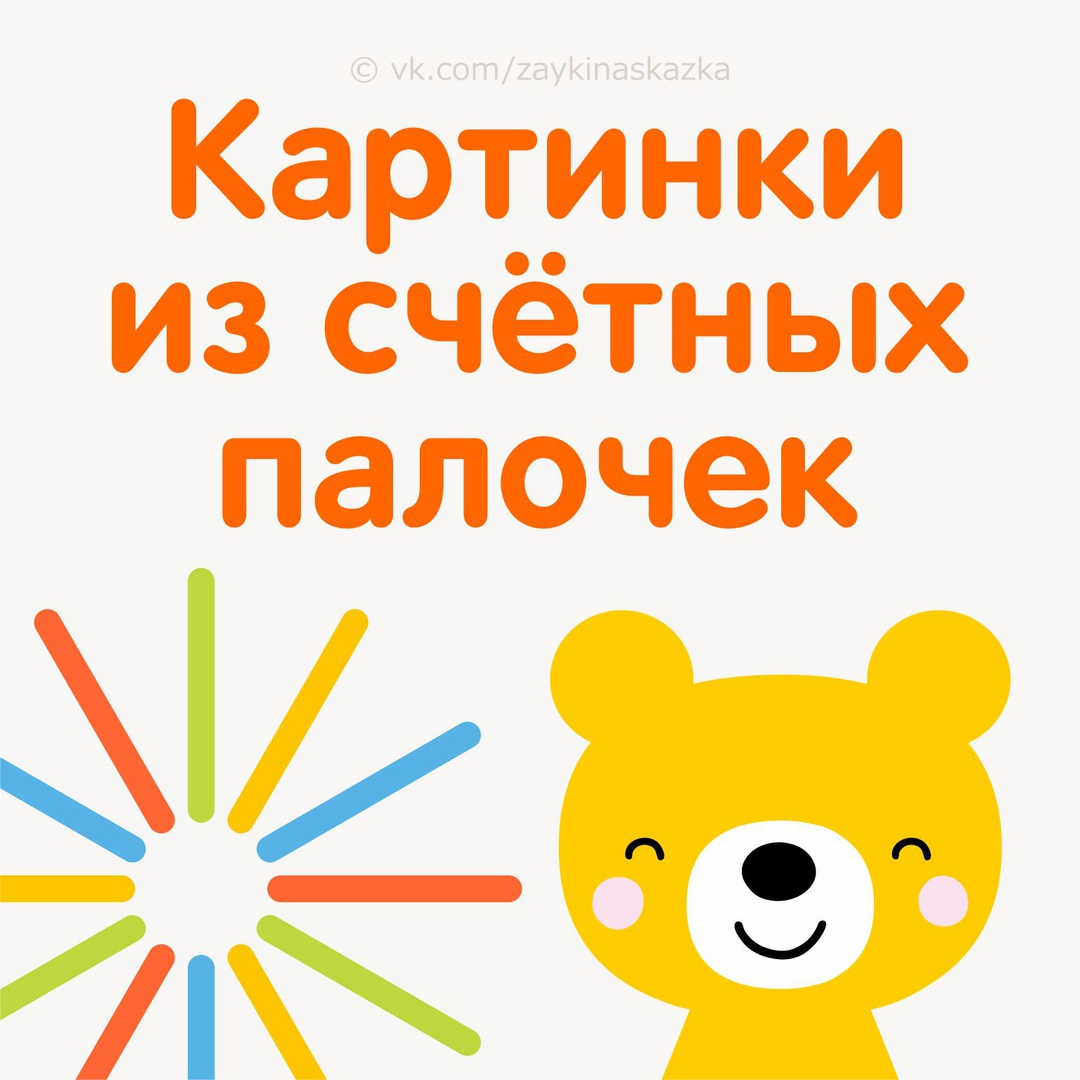 © vk.com/zaykinaskazka
Картинки
из счётных
палочек